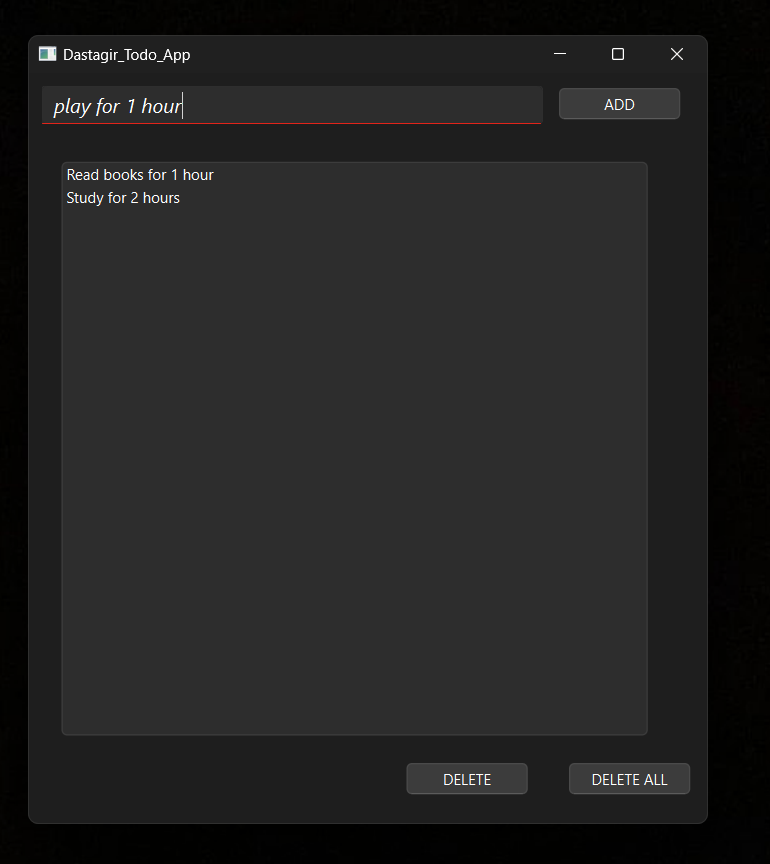 Dastagir_Todo_App
play for 1 hour
ADD
Read books for 1 hour
Study for 2 hours
DELETE
DELETE ALL